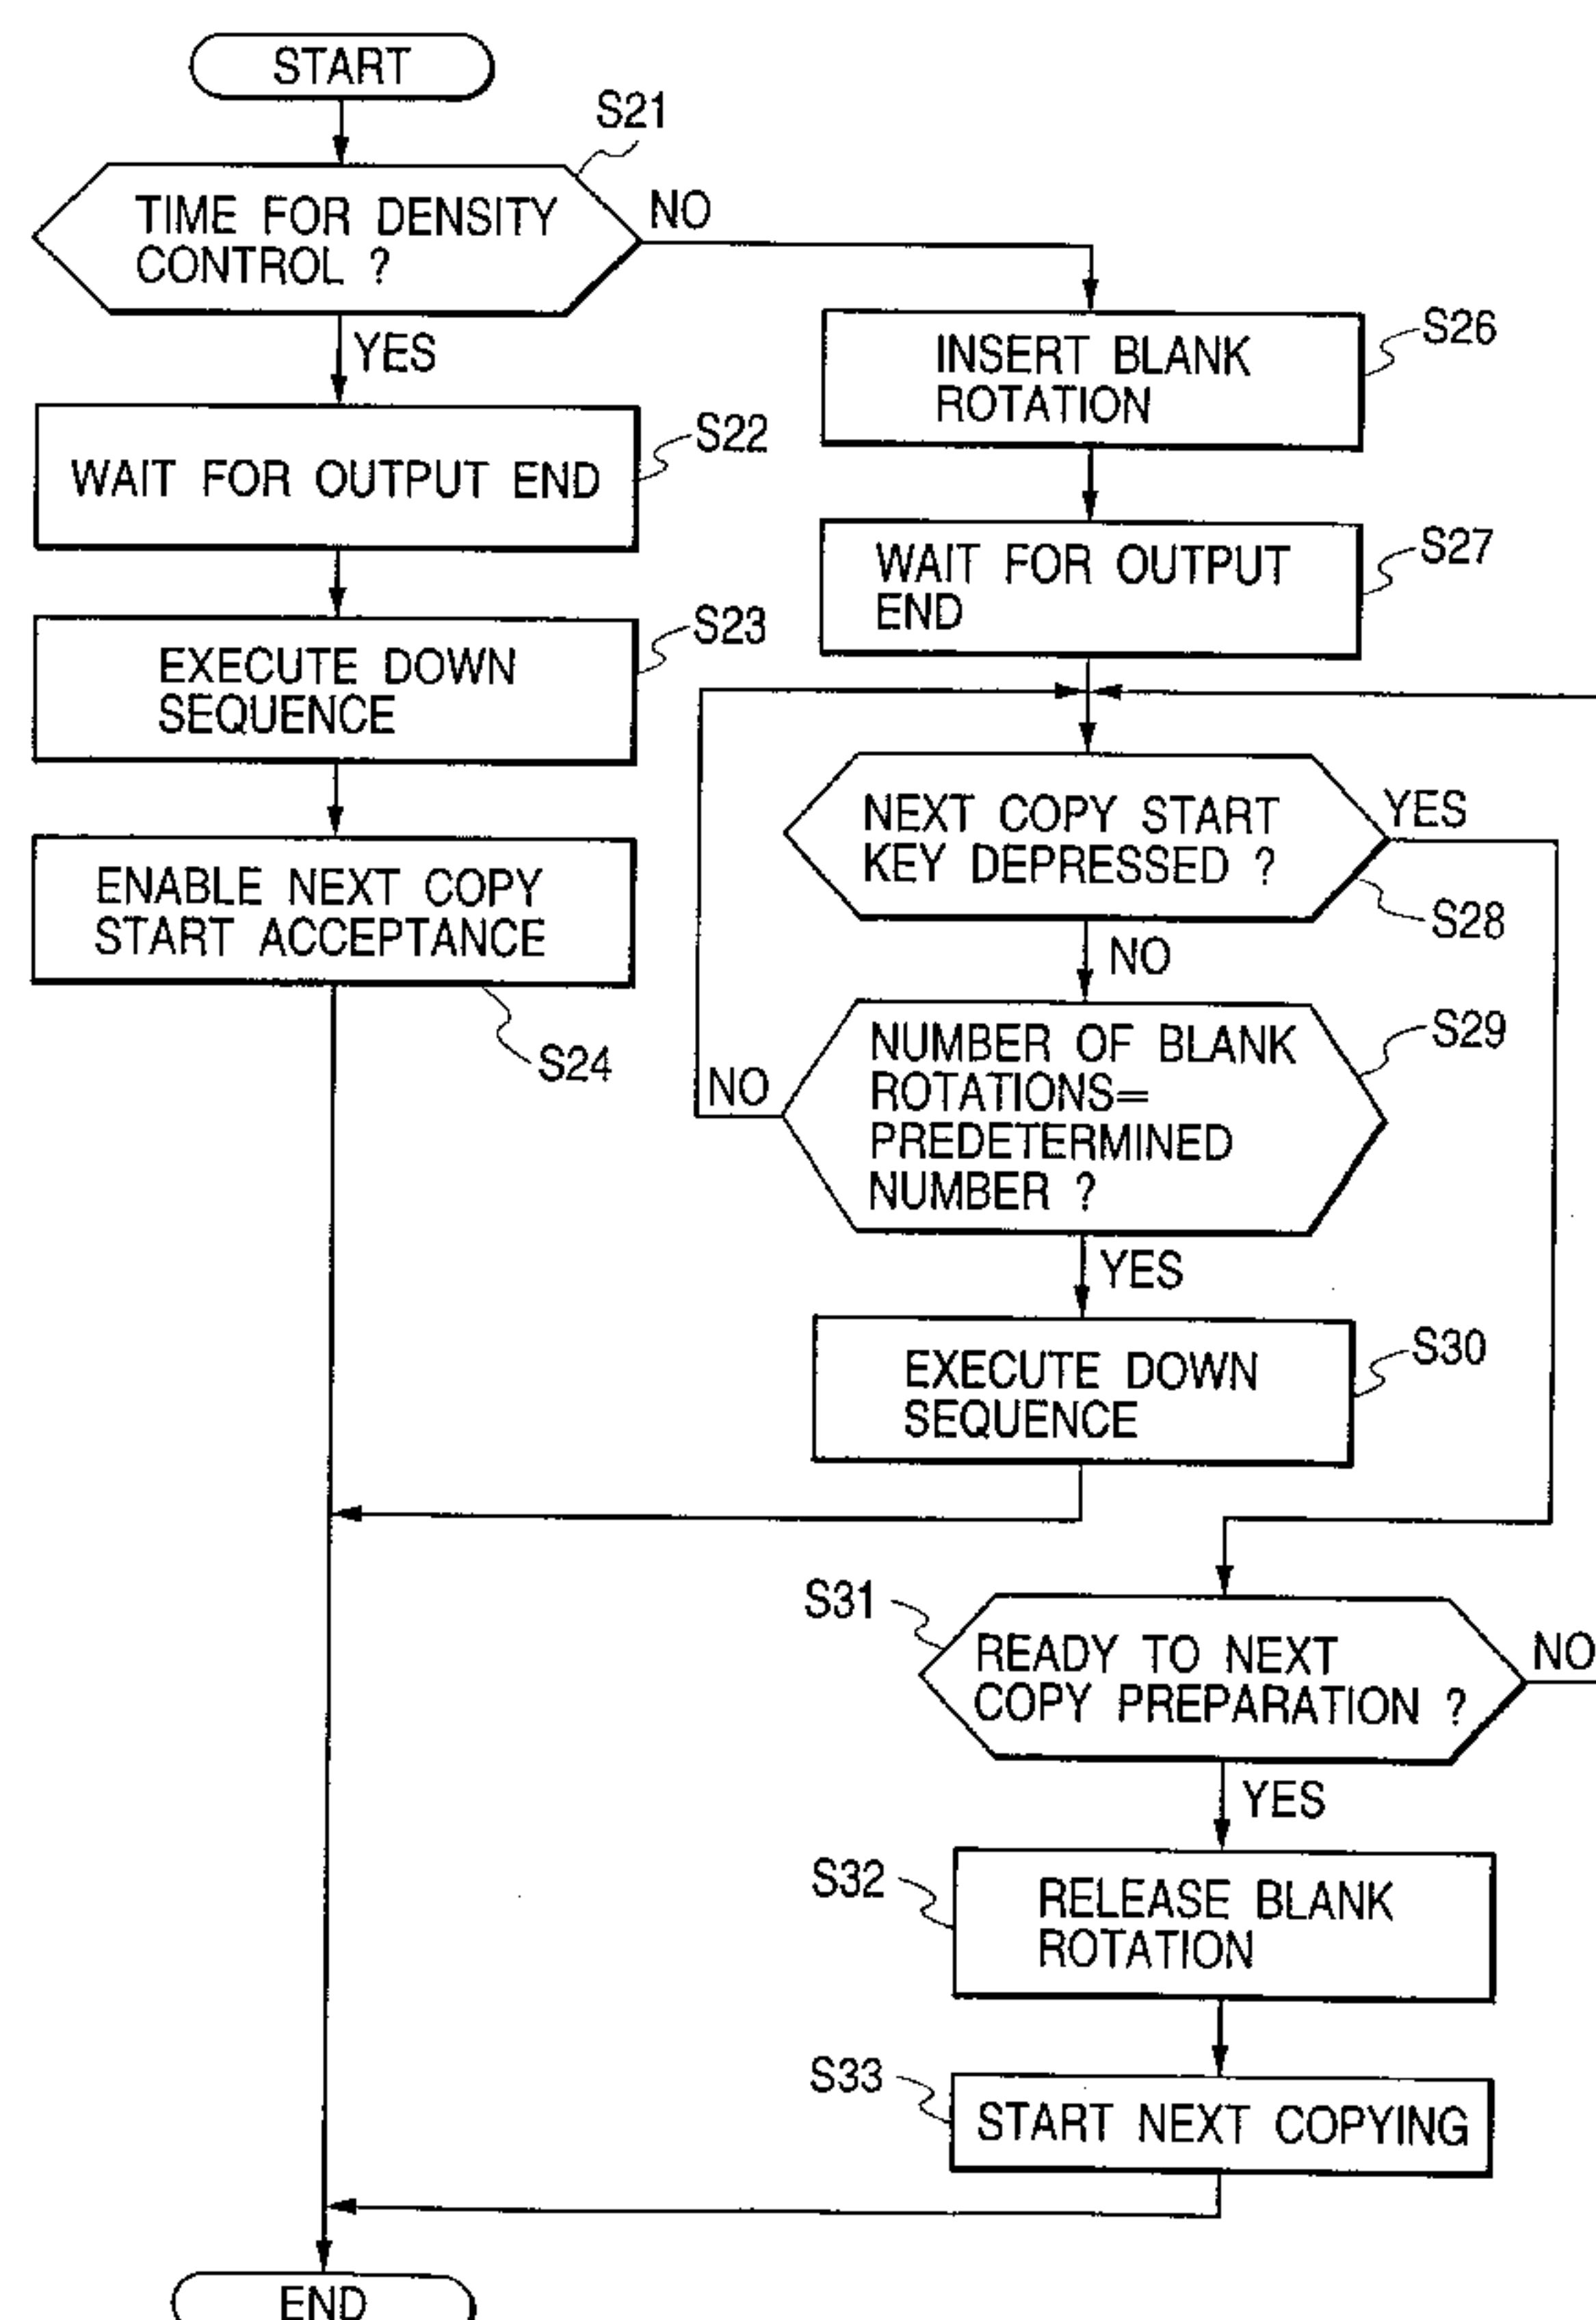 START
S21
TIME FOR DENSITY
CONTROL ?
NO
YES
S26
INSERT BLANK
ROTATION
S22
WAIT FOR OUTPUT END
S27
WAIT FOR OUTPUT
END
S23
EXECUTE DOWN
SEQUENCE
NEXT COPY START
KEY DEPRESSED ?
YES
S28
NO
ENABLE NEXT COPY
START ACCEPTANCE
S24
S29
NUMBER OF BLANK
ROTATIONS=
PREDETERMINED
NUMBER ?
NO
YES
S30
EXECUTE DOWN
SEQUENCE
S31
READY TO NEXT
COPY PREPARATION ?
NO
YES
S32
RELEASE BLANK
ROTATION
S33
START NEXT COPYING
END